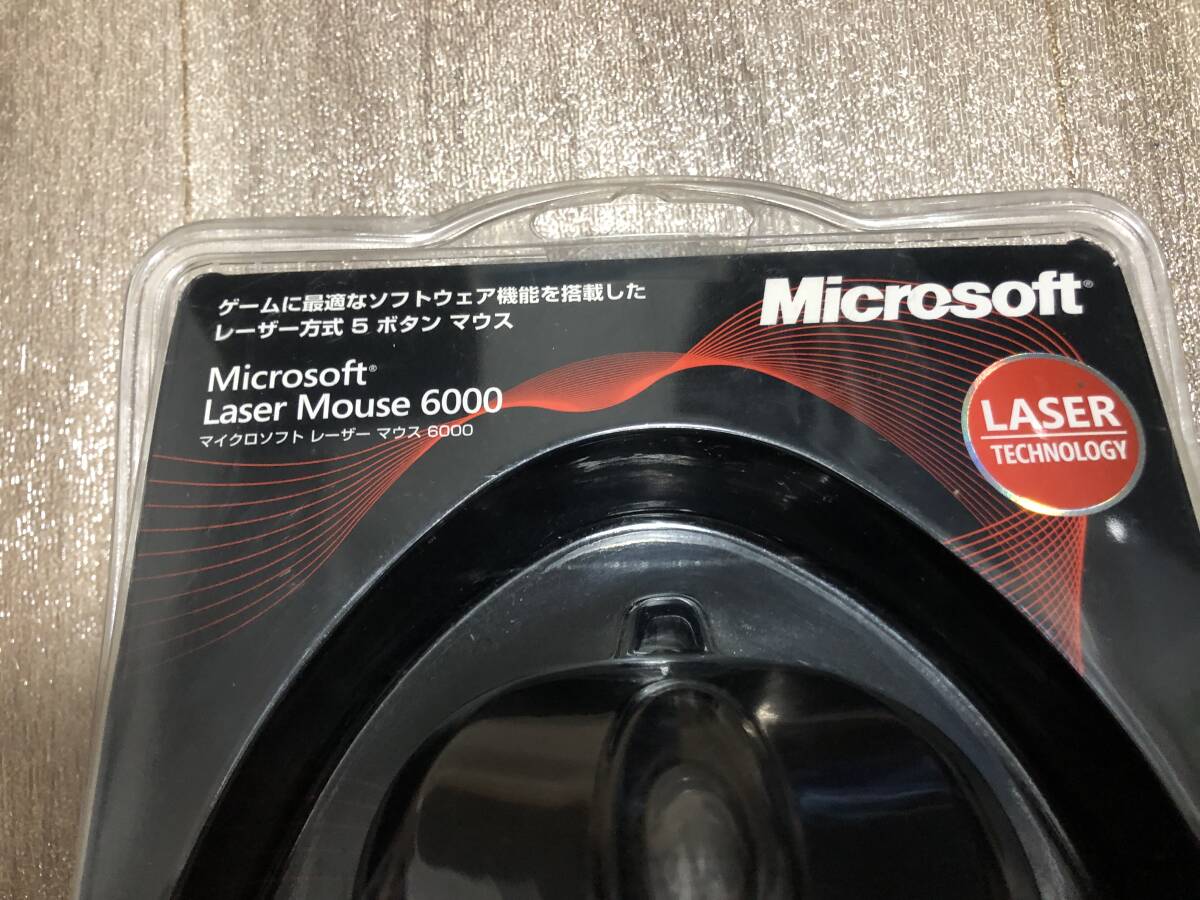 ゲームに最適なソフトウェア機能を搭載した
レーザー方式 5 ボタン マウス
Microsoft®
Laser Mouse 6000
マイクロソフト レーザー マウス 6000
Microsoft®
LASER
TECHNOLOGY